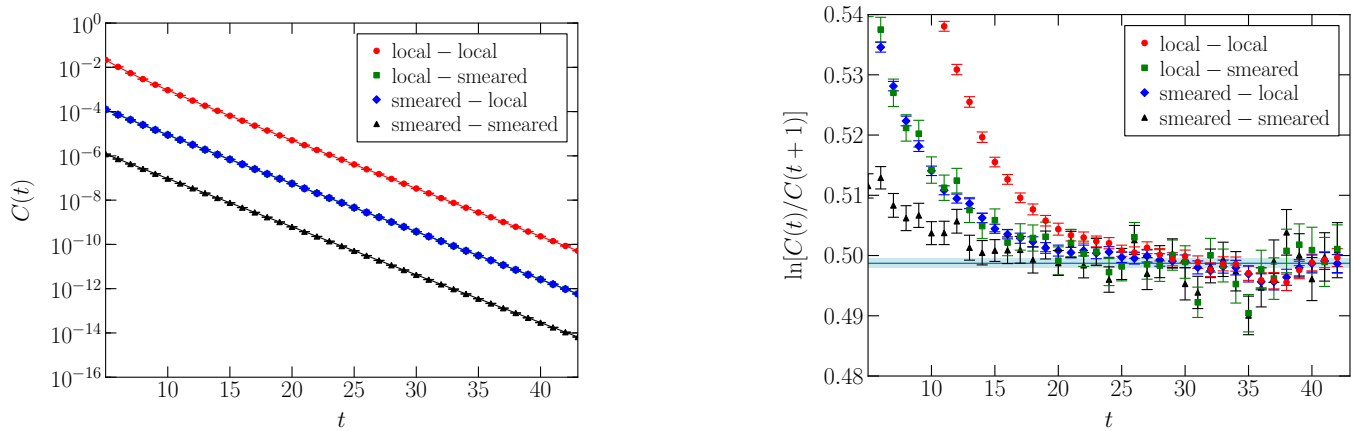 10^0
10^−2
10^−4
10^−6
10^−8
10^−10
10^−12
10^−14
10^−16
C(t)
10
15
20
25
30
35
40
t
local − local
local − smeared
smeared − local
smeared − smeared
0.54
0.53
0.52
0.51
0.50
0.49
0.48
ln[C(t)/C(t + 1)]
10
15
20
25
30
35
40
t
local − local
local − smeared
smeared − local
smeared − smeared